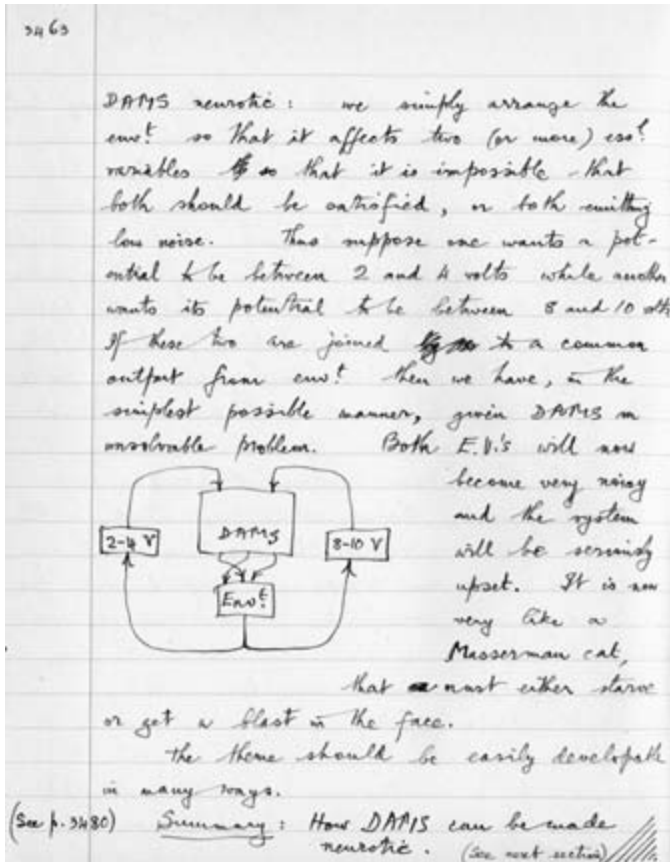 3463
DAMS neurotic : we simply arrange the
envt. so that it affects two (or more) esst.
variables so that it is impossible that
both should be satisfied, or both emitting
low noise. Thus suppose one wants a pot-
ential to be between 2 and 4 volts while another
wants its potential to be between 8 and 10 volts
If these two are joined to a common
output from envt. then we have, in the
simplest possible manner, given DAMS an
unsolvable problem. Both E.V.'s will now
become very noisy
and the system
will be seriously
upset. It is now
very like a
Masserman cat,
that must either starve
or get a blast in the face.
2-4 V
DAMS
8-10 V
Envt.
The theme should be easily developable
in many ways.
(See p. 3480) Summary : How DAMS can be made
neurotic. (See next section)